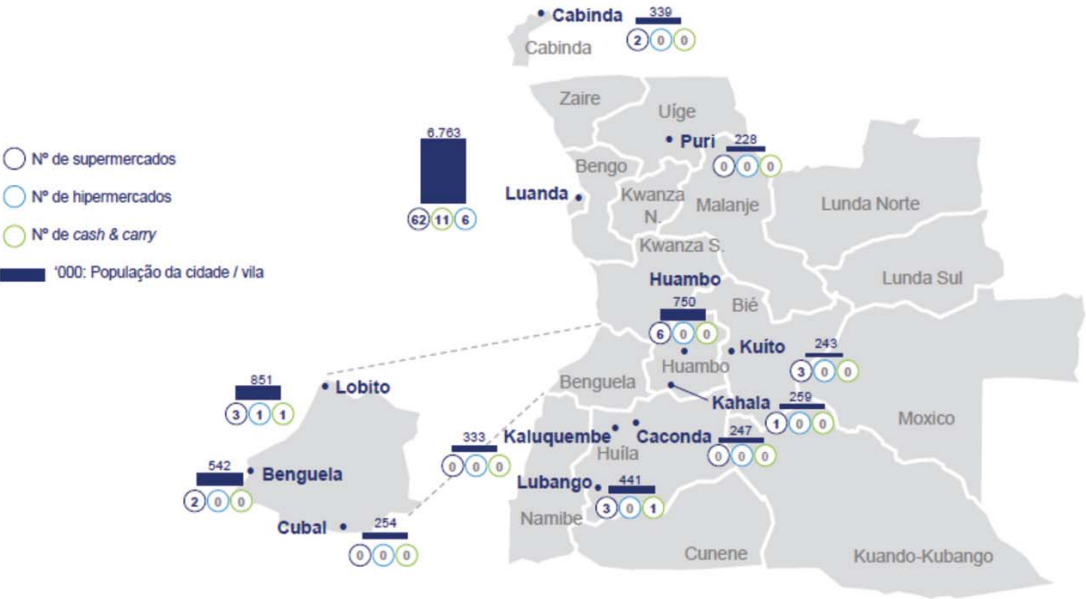 339
Cabinda
2 0 0
Cabinda
Zaire
Uíge
6.763
Puri
228
0 0 0
Nº de supermercados
Nº de hipermercados
Nº de cash & carry
'000: População da cidade / vila
Bengo
Luanda
62 11 6
Kwanza
N.
Malanje
Lunda Norte
Kwanza S.
Lunda Sul
Huambo
750
6 0 0
Bié
Kuíto
243
3 0 0
Huambo
Benguela
851
Lobito
3 1 1
Kahala
259
1 0 0
Moxico
333
0 0 0
Kaluquembe
Caconda
247
0 0 0
Huíla
542
Benguela
2 0 0
Lubango
441
3 0 1
Namibe
Cubal
254
0 0 0
Cunene
Kuando-Kubango